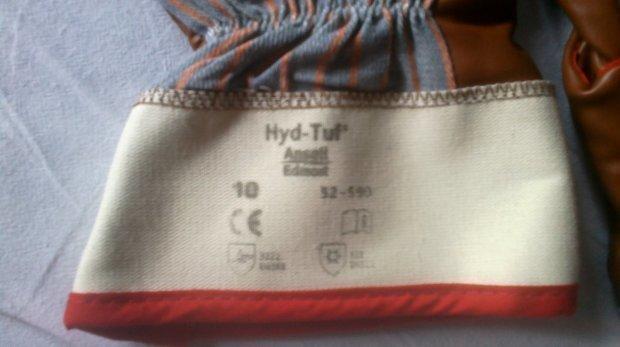 Hyd-Tuf®
Ansell
Edmont
10 52-590
CE